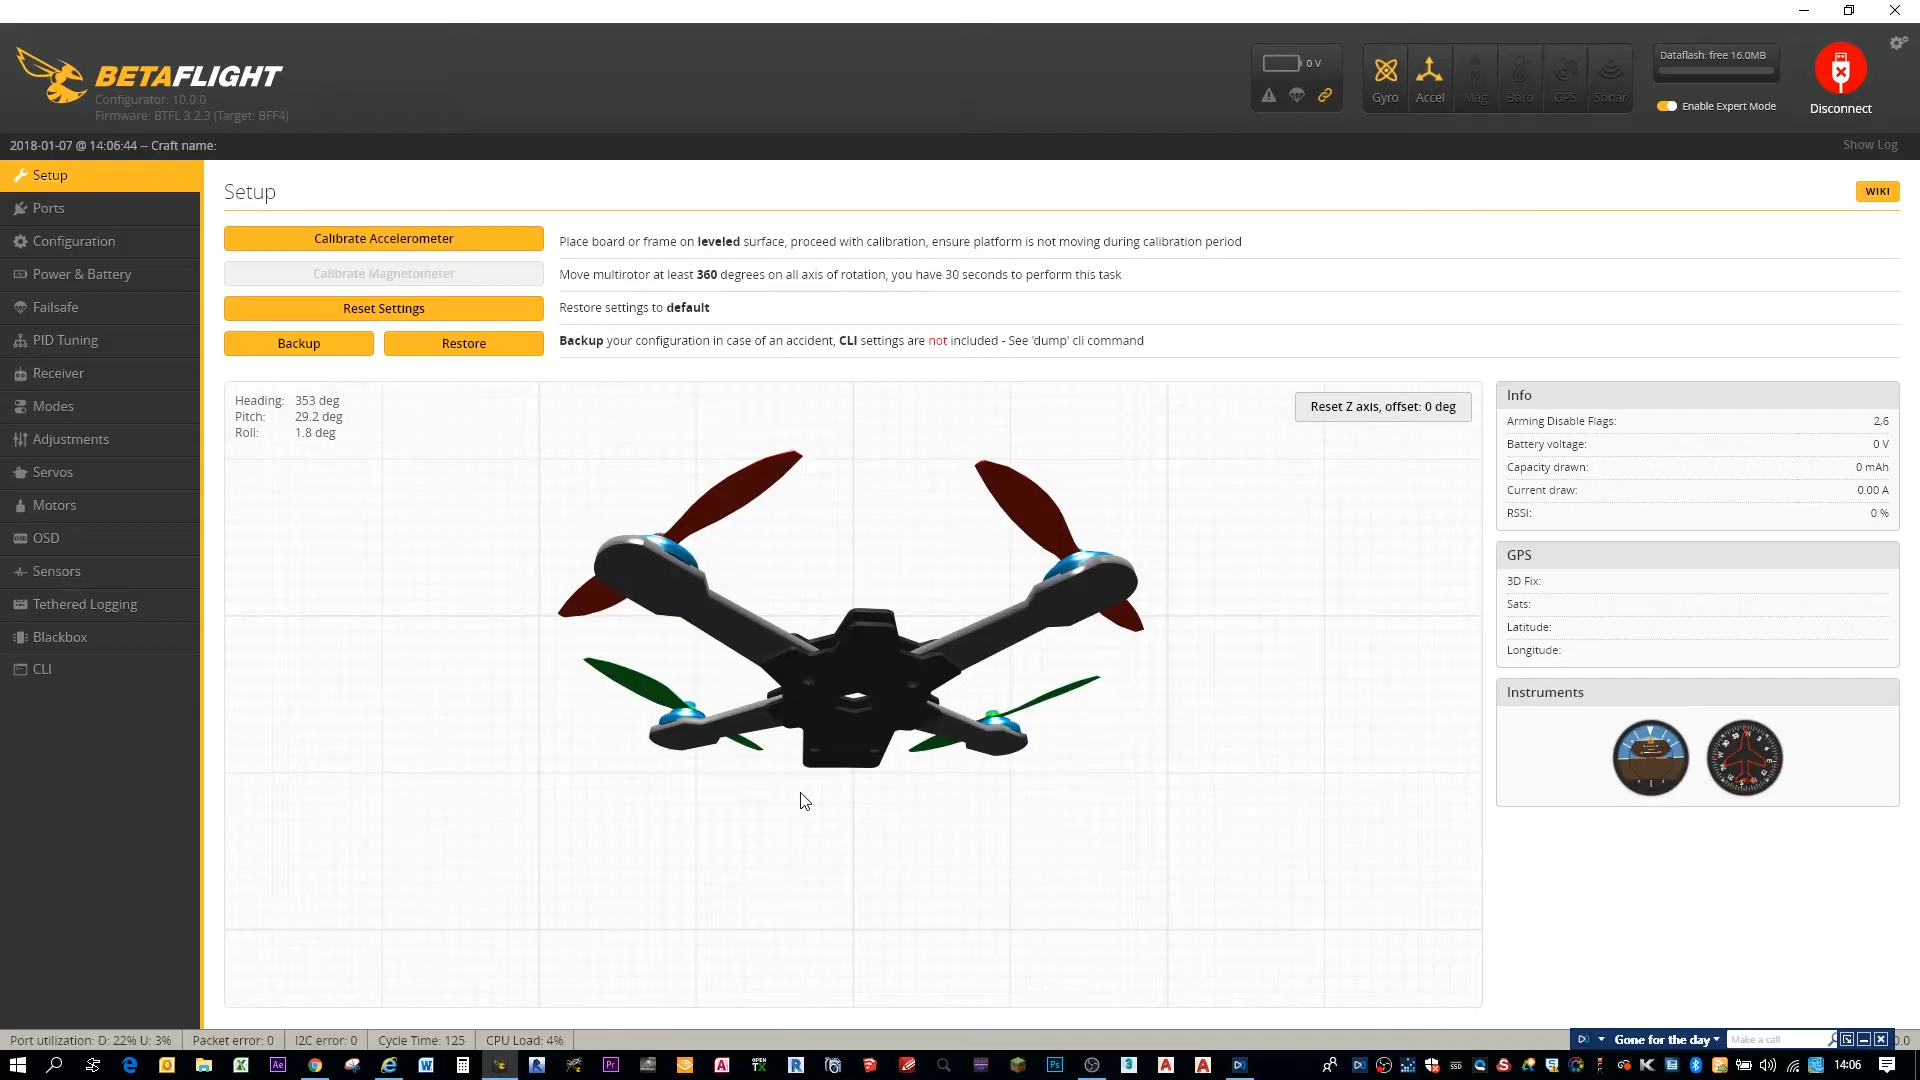 BETAFLIGHT
Configurator: 10.0.0
Firmware: BTFL 3.2.3 (Target: BFF4)
0 V
Gyro
Accel
Mag
Baro
GPS
Sonar
Dataflash: free 16.0MB
Enable Expert Mode
Disconnect
2018-01-07 @ 14:06:44 -- Craft name:
Show Log
Setup
Ports
Configuration
Power & Battery
Failsafe
PID Tuning
Receiver
Modes
Adjustments
Servos
Motors
OSD
Sensors
Tethered Logging
Blackbox
CLI
Setup
WIKI
Calibrate Accelerometer
Place board or frame on leveled surface, proceed with calibration, ensure platform is not moving during calibration period
Calibrate Magnetometer
Move multirotor at least 360 degrees on all axis of rotation, you have 30 seconds to perform this task
Reset Settings
Restore settings to default
Backup
Restore
Backup your configuration in case of an accident, CLI settings are not included - See 'dump' cli command
Heading: 353 deg
Pitch: 29.2 deg
Roll: 1.8 deg
Reset Z axis, offset: 0 deg
Info
Arming Disable Flags: 2,6
Battery voltage: 0 V
Capacity drawn: 0 mAh
Current draw: 0.00 A
RSSI: 0 %
GPS
3D Fix:
Sats:
Latitude:
Longitude:
Instruments
Port utilization: D: 22% U: 3%
Packet error: 0
I2C error: 0
Cycle Time: 125
CPU Load: 4%
Gone for the day
Make a call
14:06